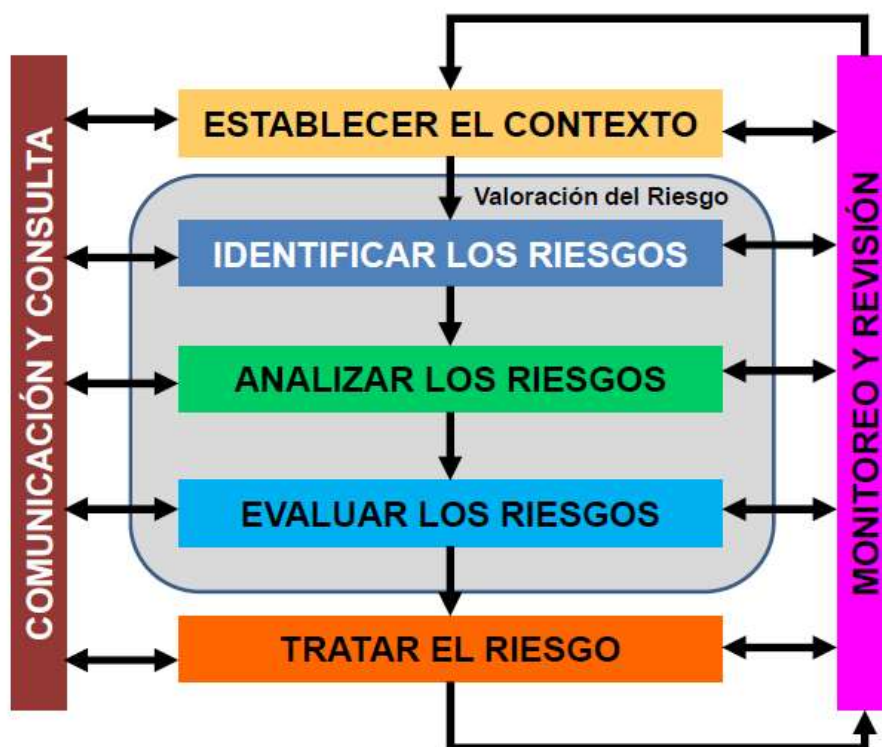 COMUNICACIÓN Y CONSULTA
ESTABLECER EL CONTEXTO
Valoración del Riesgo
IDENTIFICAR LOS RIESGOS
ANALIZAR LOS RIESGOS
EVALUAR LOS RIESGOS
TRATAR EL RIESGO
MONITOREO Y REVISIÓN